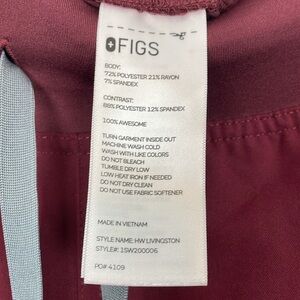 FIGS
BODY:
72% POLYESTER 21% RAYON
7% SPANDEX
CONTRAST:
88% POLYESTER 12% SPANDEX
100% AWESOME
TURN GARMENT INSIDE OUT
MACHINE WASH COLD
WASH WITH LIKE COLORS
DO NOT BLEACH
TUMBLE DRY LOW
LOW HEAT IRON IF NEEDED
DO NOT DRY CLEAN
DO NOT USE FABRIC SOFTENER
MADE IN VIETNAM
STYLE NAME: HW LIVINGSTON
STYLE#: 1SW200006
PO# 4109